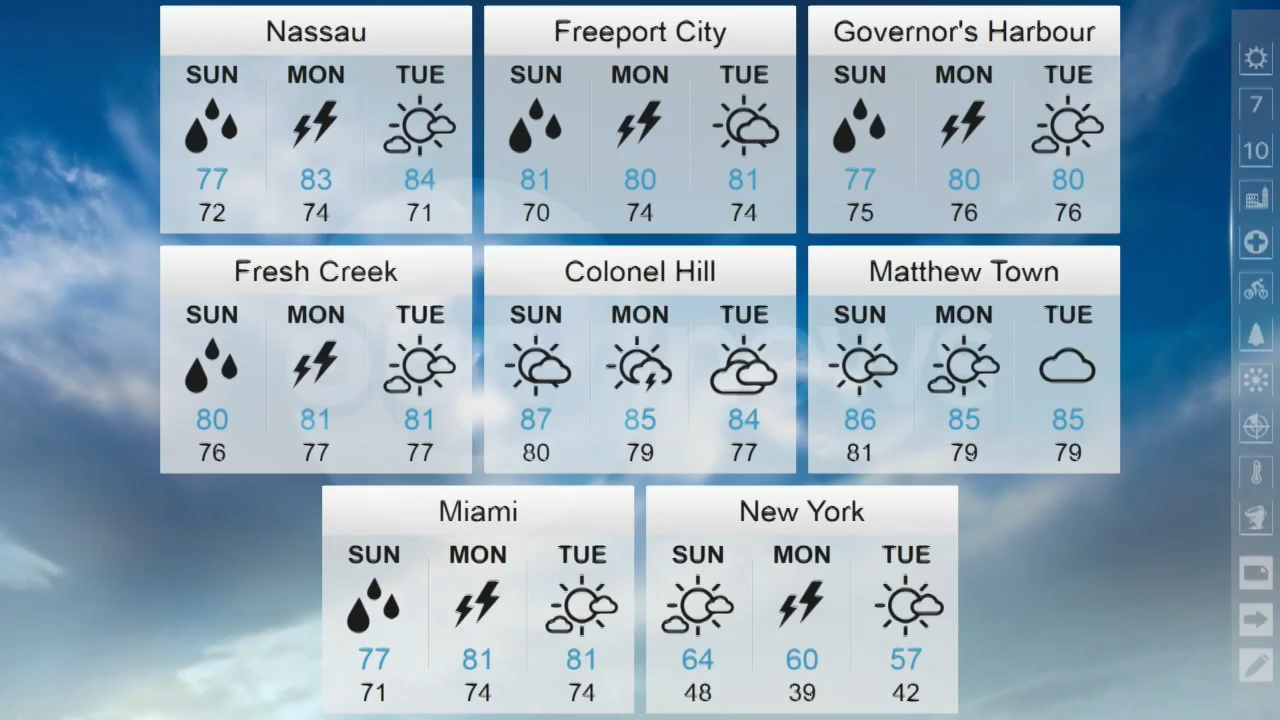 Nassau
SUN MON TUE
77 83 84
72 74 71
Freeport City
SUN MON TUE
81 80 81
70 74 74
Governor's Harbour
SUN MON TUE
77 80 80
75 76 76
Fresh Creek
SUN MON TUE
80 81 81
76 77 77
Colonel Hill
SUN MON TUE
87 85 84
80 79 77
Matthew Town
SUN MON TUE
86 85 85
81 79 79
Miami
SUN MON TUE
77 81 81
71 74 74
New York
SUN MON TUE
64 60 57
48 39 42
7
10
news